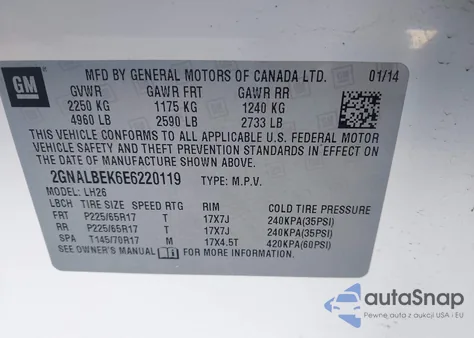 GM
MFD BY GENERAL MOTORS OF CANADA LTD. 01/14
GVWR GAWR FRT GAWR RR
2250 KG 1175 KG 1240 KG
4960 LB 2590 LB 2733 LB
THIS VEHICLE CONFORMS TO ALL APPLICABLE U.S. FEDERAL MOTOR
VEHICLE SAFETY AND THEFT PREVENTION STANDARDS IN EFFECT
ON THE DATE OF MANUFACTURE SHOWN ABOVE.
2GNALBEK6E6220119 TYPE: M.P.V.
MODEL: LH26
LBCH TIRE SIZE SPEED RTG RIM COLD TIRE PRESSURE
FRT P225/65R17 T 17X7J 240KPA(35PSI)
RR P225/65R17 T 17X7J 240KPA(35PSI)
SPA T145/70R17 M 17X4.5T 420KPA(60PSI)
SEE OWNER'S MANUAL FOR MORE INFORMATION.
autaSnap
Pewne auta z dostawą z USA i EU